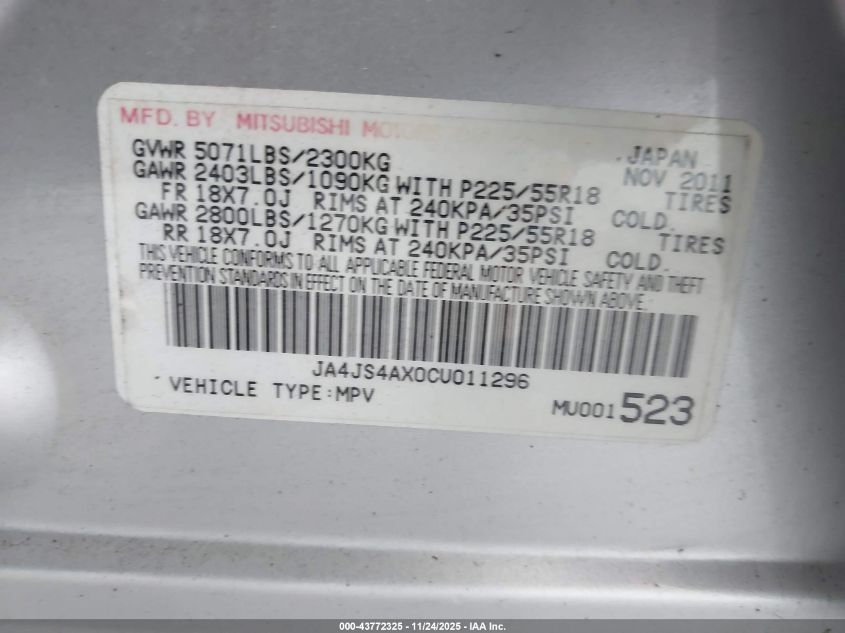 MFD. BY MITSUBISHI MOTORS
JAPAN
GVWR 5071LBS/2300KG NOV 2011
GAWR 2403LBS/1090KG WITH P225/55R18 TIRES
FR 18X7.0J RIMS AT 240KPA/35PSI COLD.
GAWR 2800LBS/1270KG WITH P225/55R18 TIRES
RR 18X7.0J RIMS AT 240KPA/35PSI COLD.
THIS VEHICLE CONFORMS TO ALL APPLICABLE FEDERAL MOTOR VEHICLE SAFETY AND THEFT
PREVENTION STANDARDS IN EFFECT ON THE DATE OF MANUFACTURE SHOWN ABOVE.
JA4JS4AX0CU011296
VEHICLE TYPE:MPV
MU001523
000-43772325 - 11/24/2025 - IAA Inc.